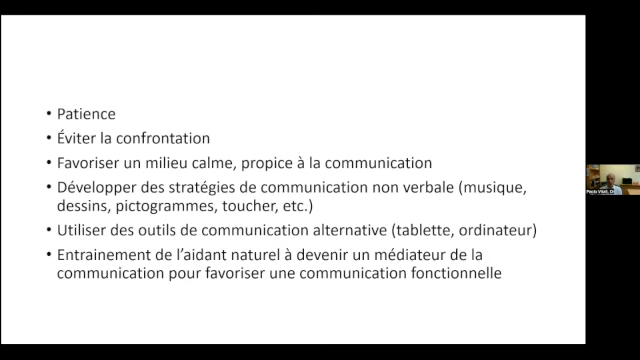 • Patience
• Éviter la confrontation
• Favoriser un milieu calme, propice à la communication
• Développer des stratégies de communication non verbale (musique,
dessins, pictogrammes, toucher, etc.)
• Utiliser des outils de communication alternative (tablette, ordinateur)
• Entrainement de l'aidant naturel à devenir un médiateur de la
communication pour favoriser une communication fonctionnelle